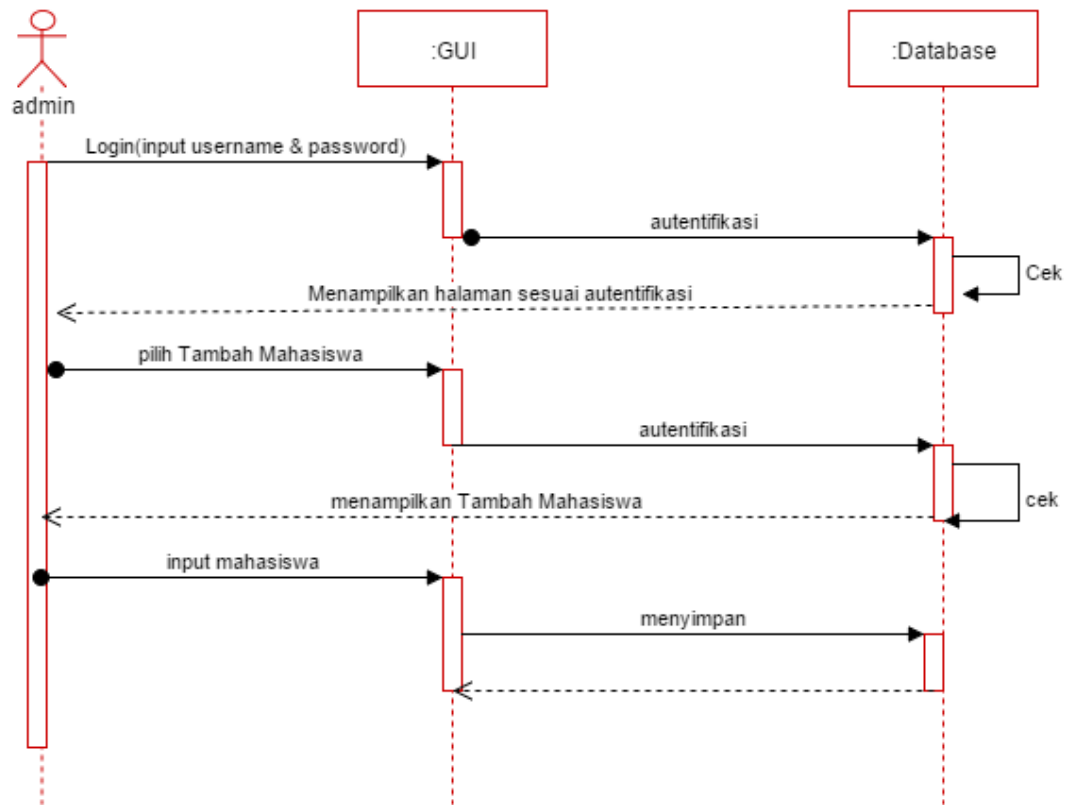 :GUI
:Database
admin
Login(input username & password)
autentifikasi
Cek
Menampilkan halaman sesuai autentifikasi
pilih Tambah Mahasiswa
autentifikasi
cek
menampilkan Tambah Mahasiswa
input mahasiswa
menyimpan